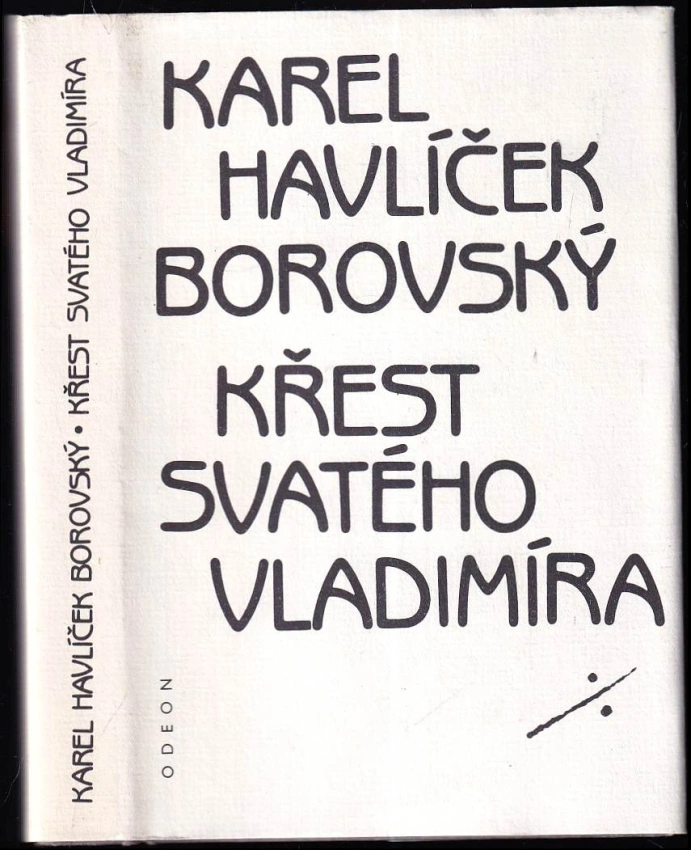 KAREL HAVLÍČEK BOROVSKÝ • KŘEST SVATÉHO VLADIMÍRA
KAREL
HAVLÍČEK
BOROVSKÝ
KŘEST
SVATÉHO
VLADIMÍRA
ODEON